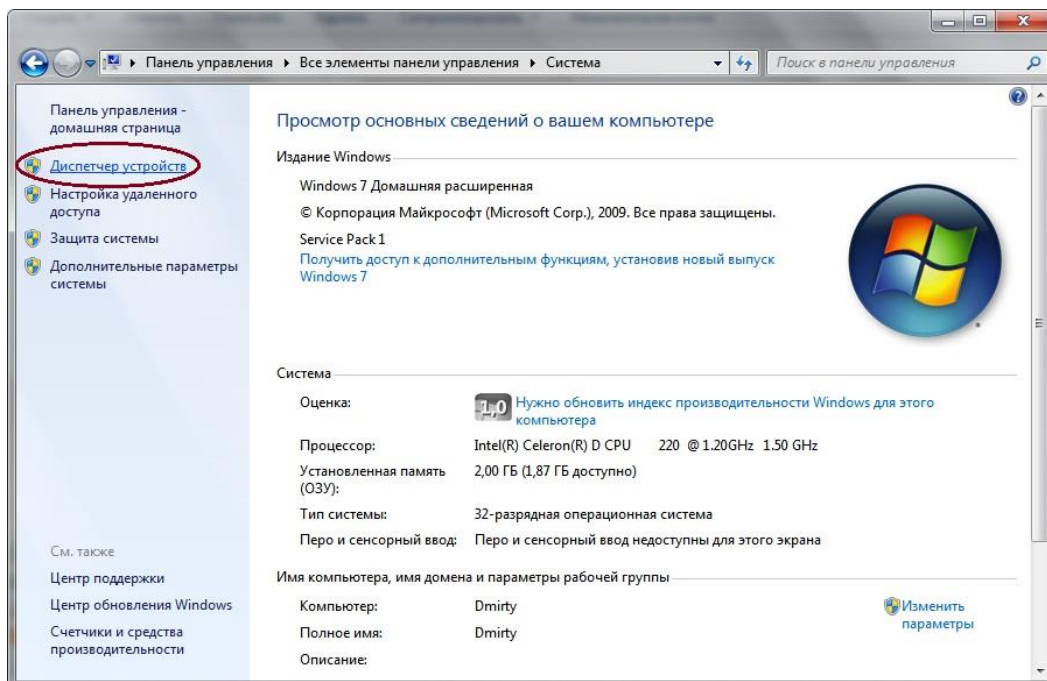 Панель управления ▸ Все элементы панели управления ▸ Система
Поиск в панели управления
Панель управления -
домашняя страница
Диспетчер устройств
Настройка удаленного
доступа
Защита системы
Дополнительные параметры
системы
См. также
Центр поддержки
Центр обновления Windows
Счетчики и средства
производительности
Просмотр основных сведений о вашем компьютере
Издание Windows
Windows 7 Домашняя расширенная
© Корпорация Майкрософт (Microsoft Corp.), 2009. Все права защищены.
Service Pack 1
Получить доступ к дополнительным функциям, установив новый выпуск
Windows 7
Система
Оценка: 1,0 Нужно обновить индекс производительности Windows для этого
компьютера
Процессор: Intel(R) Celeron(R) D CPU 220 @ 1.20GHz 1.50 GHz
Установленная память
(ОЗУ): 2,00 ГБ (1,87 ГБ доступно)
Тип системы: 32-разрядная операционная система
Перо и сенсорный ввод: Перо и сенсорный ввод недоступны для этого экрана
Имя компьютера, имя домена и параметры рабочей группы
Компьютер: Dmirty
Полное имя: Dmirty
Описание:
Изменить
параметры